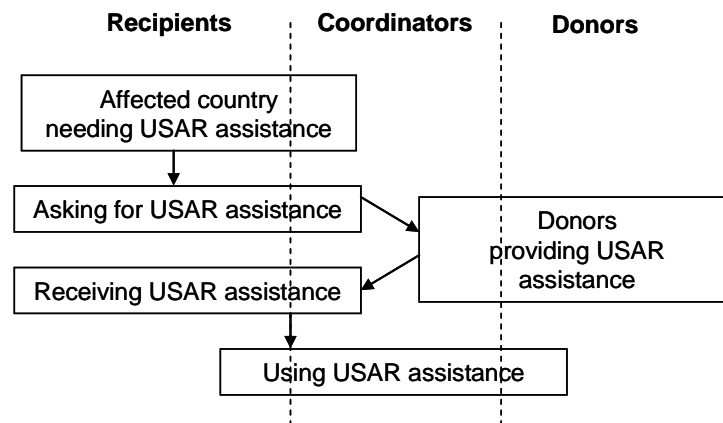 Recipients
Coordinators
Donors
Affected country
needing USAR assistance
Asking for USAR assistance
Donors
providing USAR
assistance
Receiving USAR assistance
Using USAR assistance